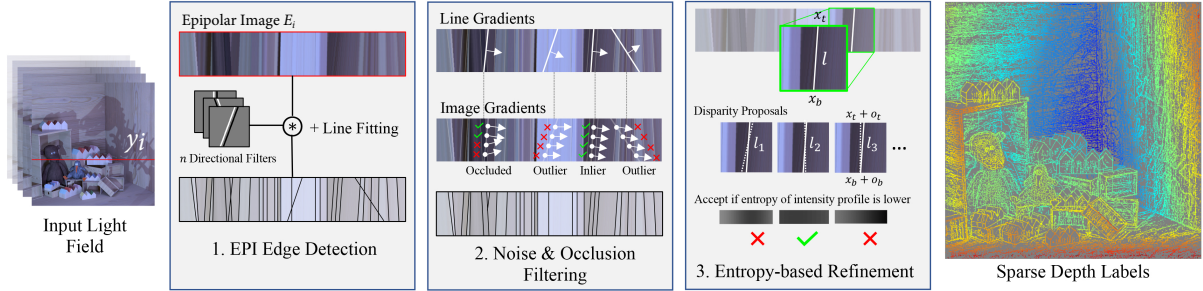 y_i
Input Light
Field
Epipolar Image E_i
n Directional Filters
*
+ Line Fitting
1. EPI Edge Detection
Line Gradients
Image Gradients
Occluded
Outlier
Inlier
Outlier
2. Noise & Occlusion
Filtering
x_t
l
x_b
Disparity Proposals
x_t + o_t
l_1
l_2
l_3
...
x_b + o_b
Accept if entropy of intensity profile is lower
3. Entropy-based Refinement
Sparse Depth Labels